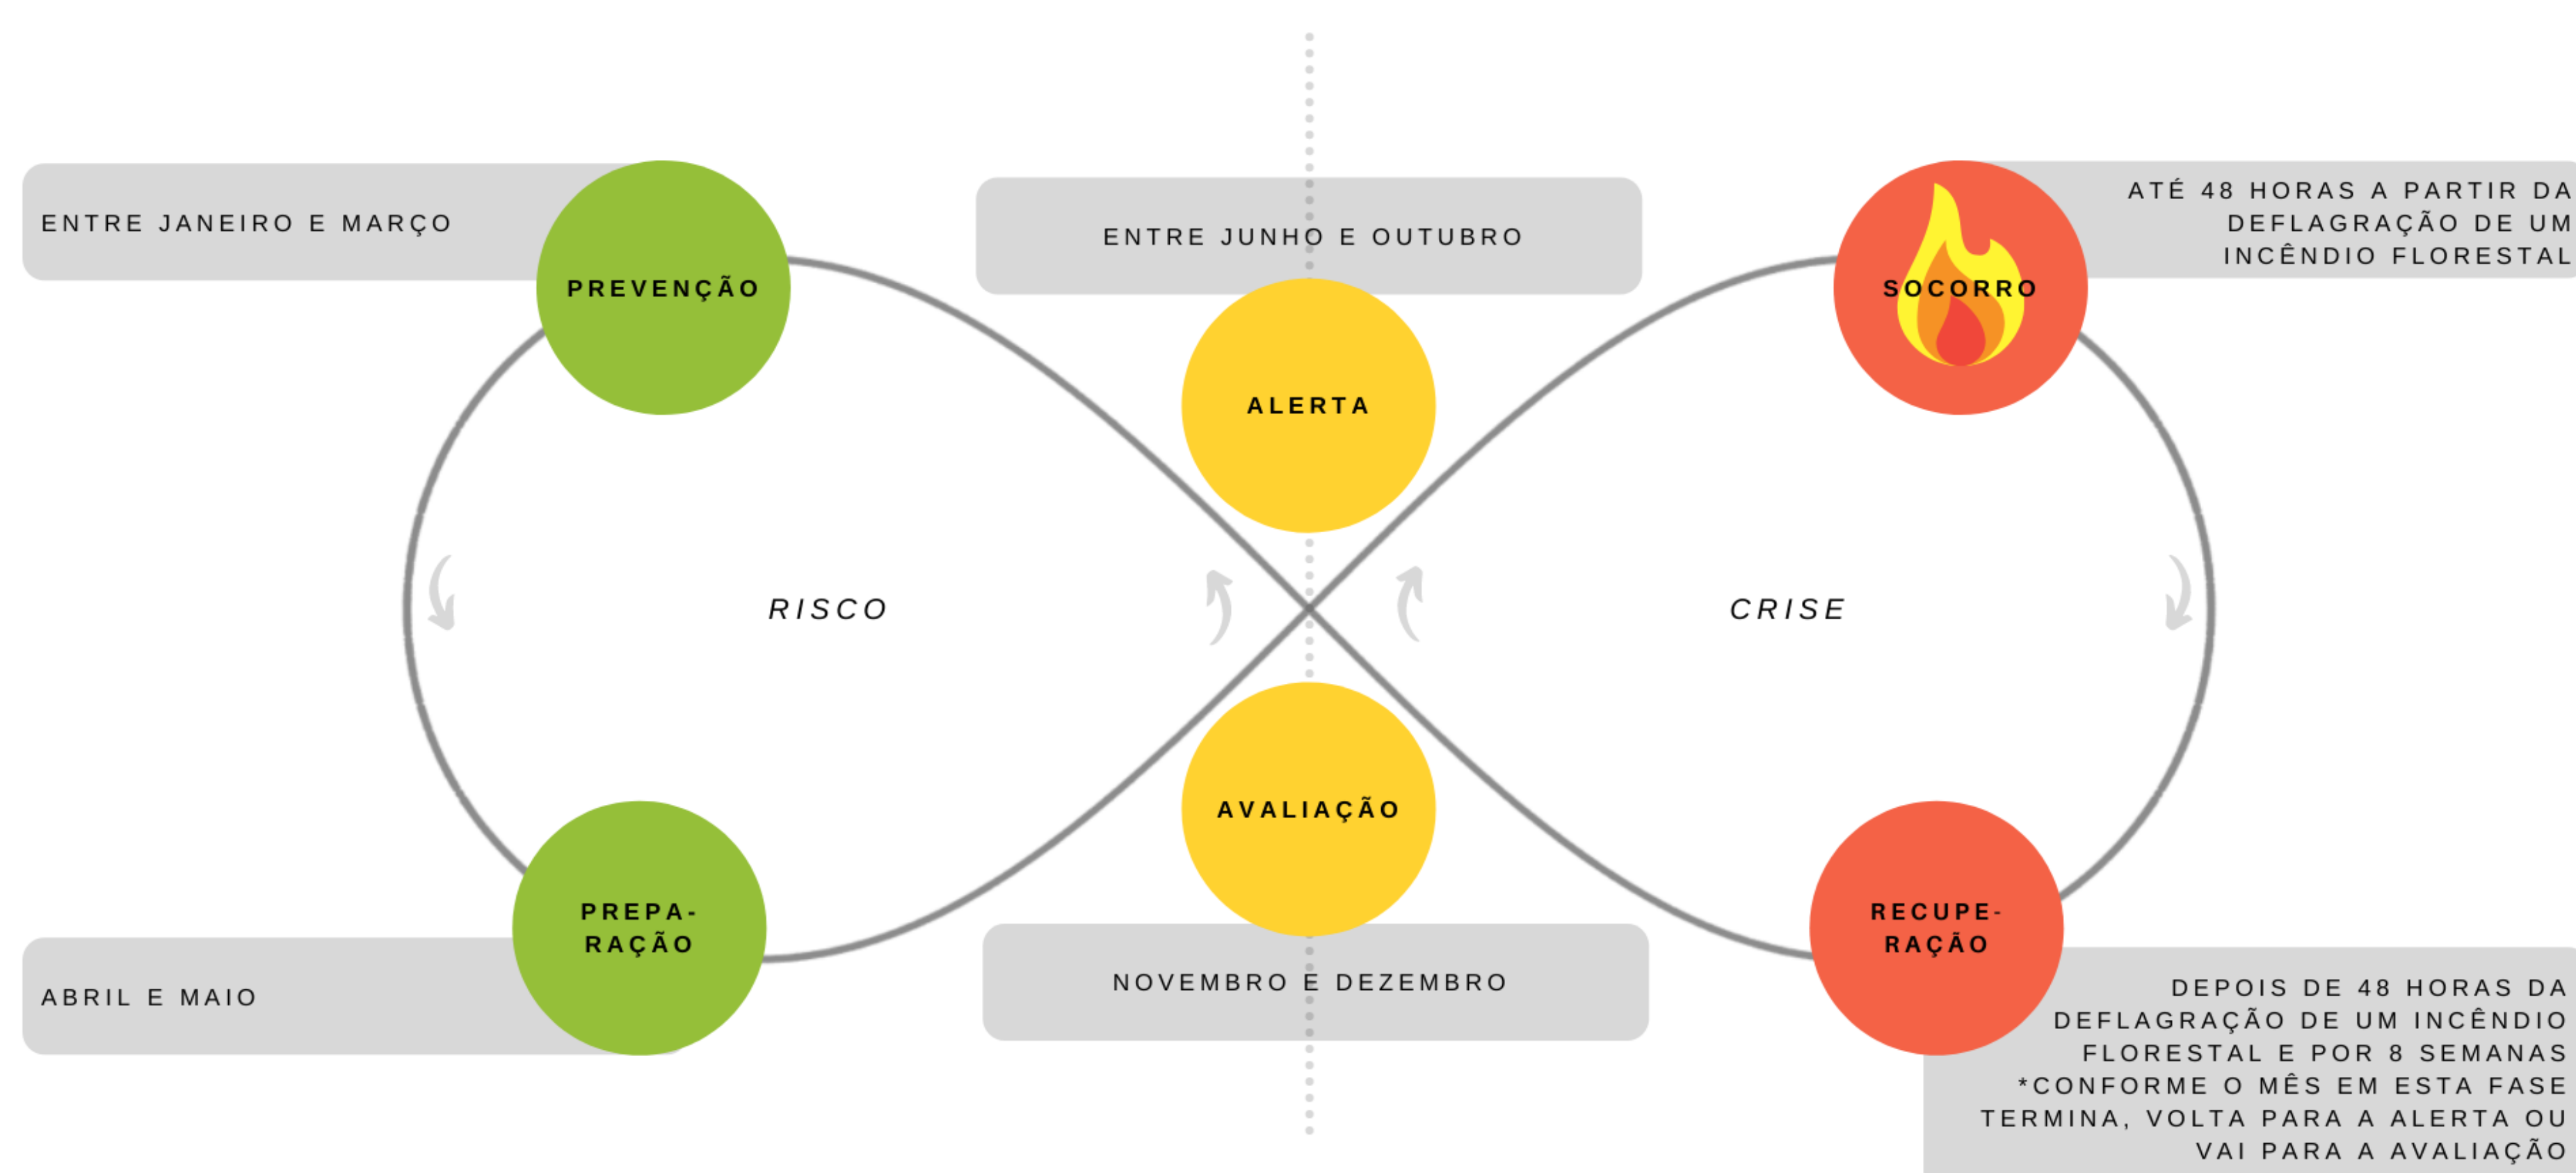 ENTRE JANEIRO E MARÇO
PREVENÇÃO
ENTRE JUNHO E OUTUBRO
ALERTA
ATÉ 48 HORAS A PARTIR DA
DEFLAGRAÇÃO DE UM
INCÊNDIO FLORESTAL
SOCORRO
RISCO
CRISE
AVALIAÇÃO
NOVEMBRO E DEZEMBRO
PREPA-
RAÇÃO
ABRIL E MAIO
RECUPE-
RAÇÃO
DEPOIS DE 48 HORAS DA
DEFLAGRAÇÃO DE UM INCÊNDIO
FLORESTAL E POR 8 SEMANAS
*CONFORME O MÊS EM ESTA FASE
TERMINA, VOLTA PARA A ALERTA OU
VAI PARA A AVALIAÇÃO